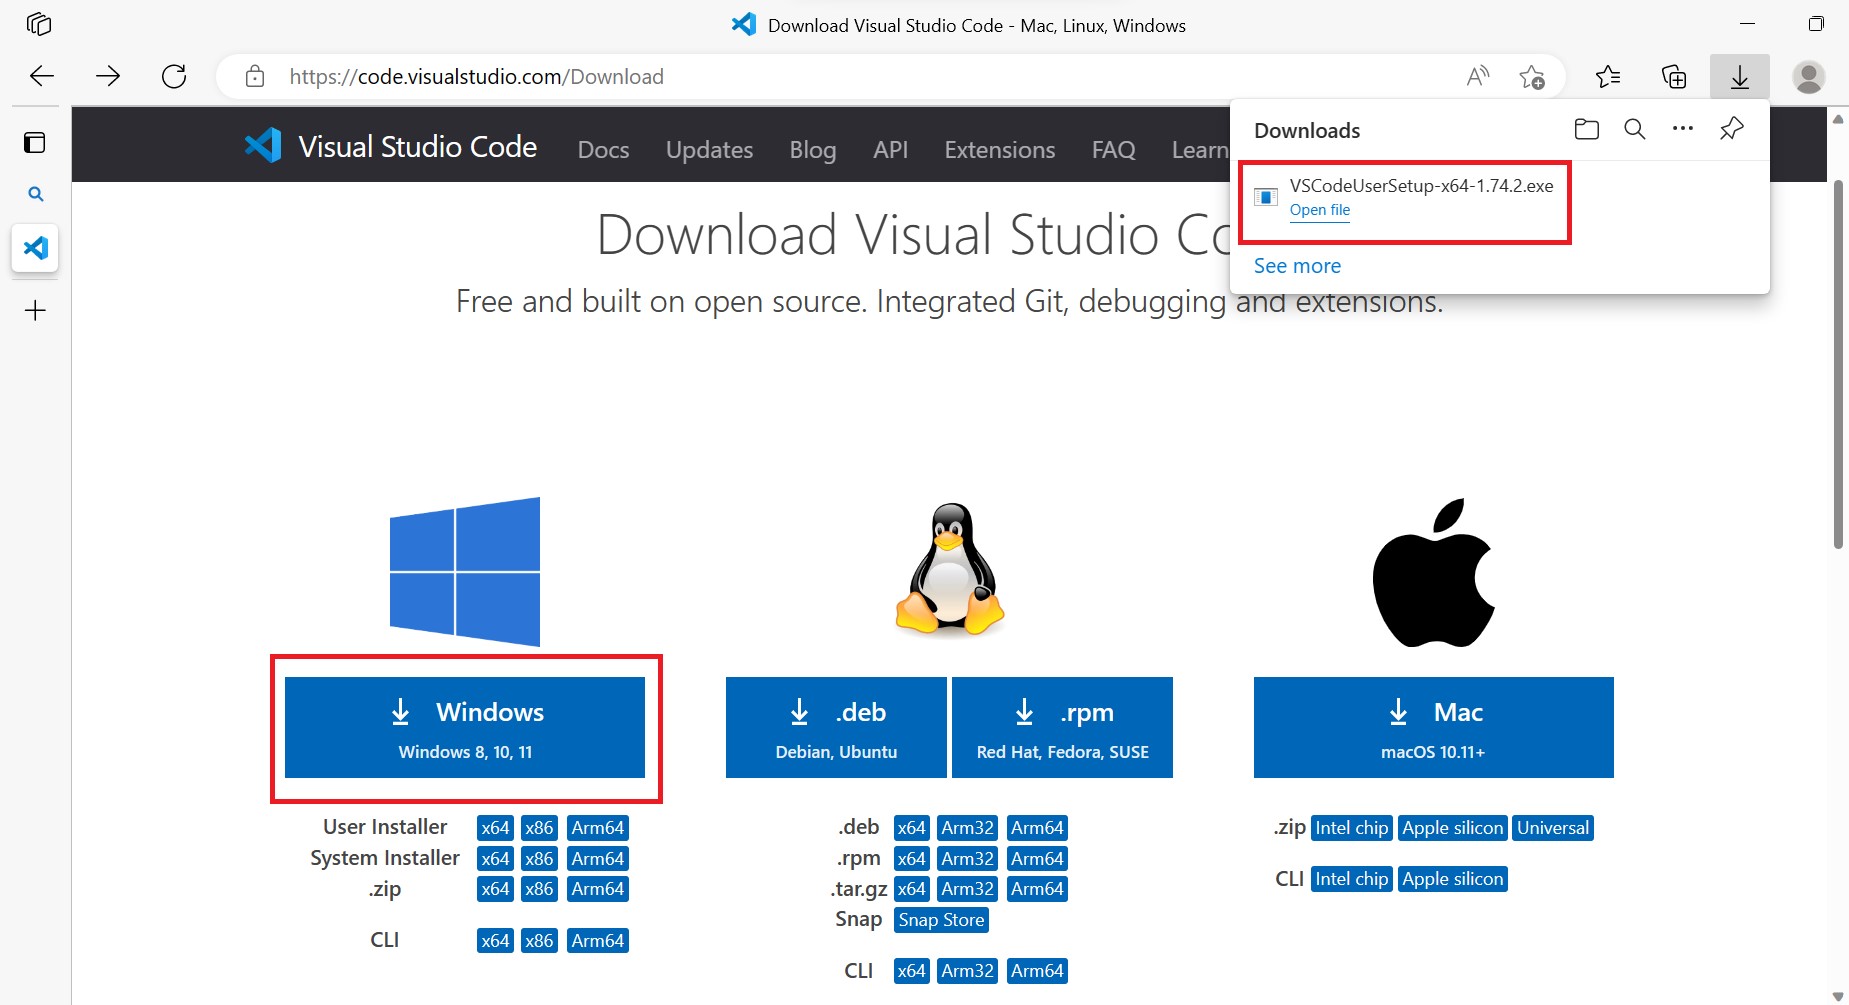 Download Visual Studio Code - Mac, Linux, Windows
https://code.visualstudio.com/Download
Visual Studio Code Docs Updates Blog API Extensions FAQ Learn
Downloads
VSCodeUserSetup-x64-1.74.2.exe
Open file
See more
Download Visual Studio Co
Free and built on open source. Integrated Git, debugging and extensions.
Windows
Windows 8, 10, 11
.deb
Debian, Ubuntu
.rpm
Red Hat, Fedora, SUSE
Mac
macOS 10.11+
User Installer x64 x86 Arm64
System Installer x64 x86 Arm64
.zip x64 x86 Arm64
CLI x64 x86 Arm64
.deb x64 Arm32 Arm64
.rpm x64 Arm32 Arm64
.tar.gz x64 Arm32 Arm64
Snap Snap Store
CLI x64 Arm32 Arm64
.zip Intel chip Apple silicon Universal
CLI Intel chip Apple silicon